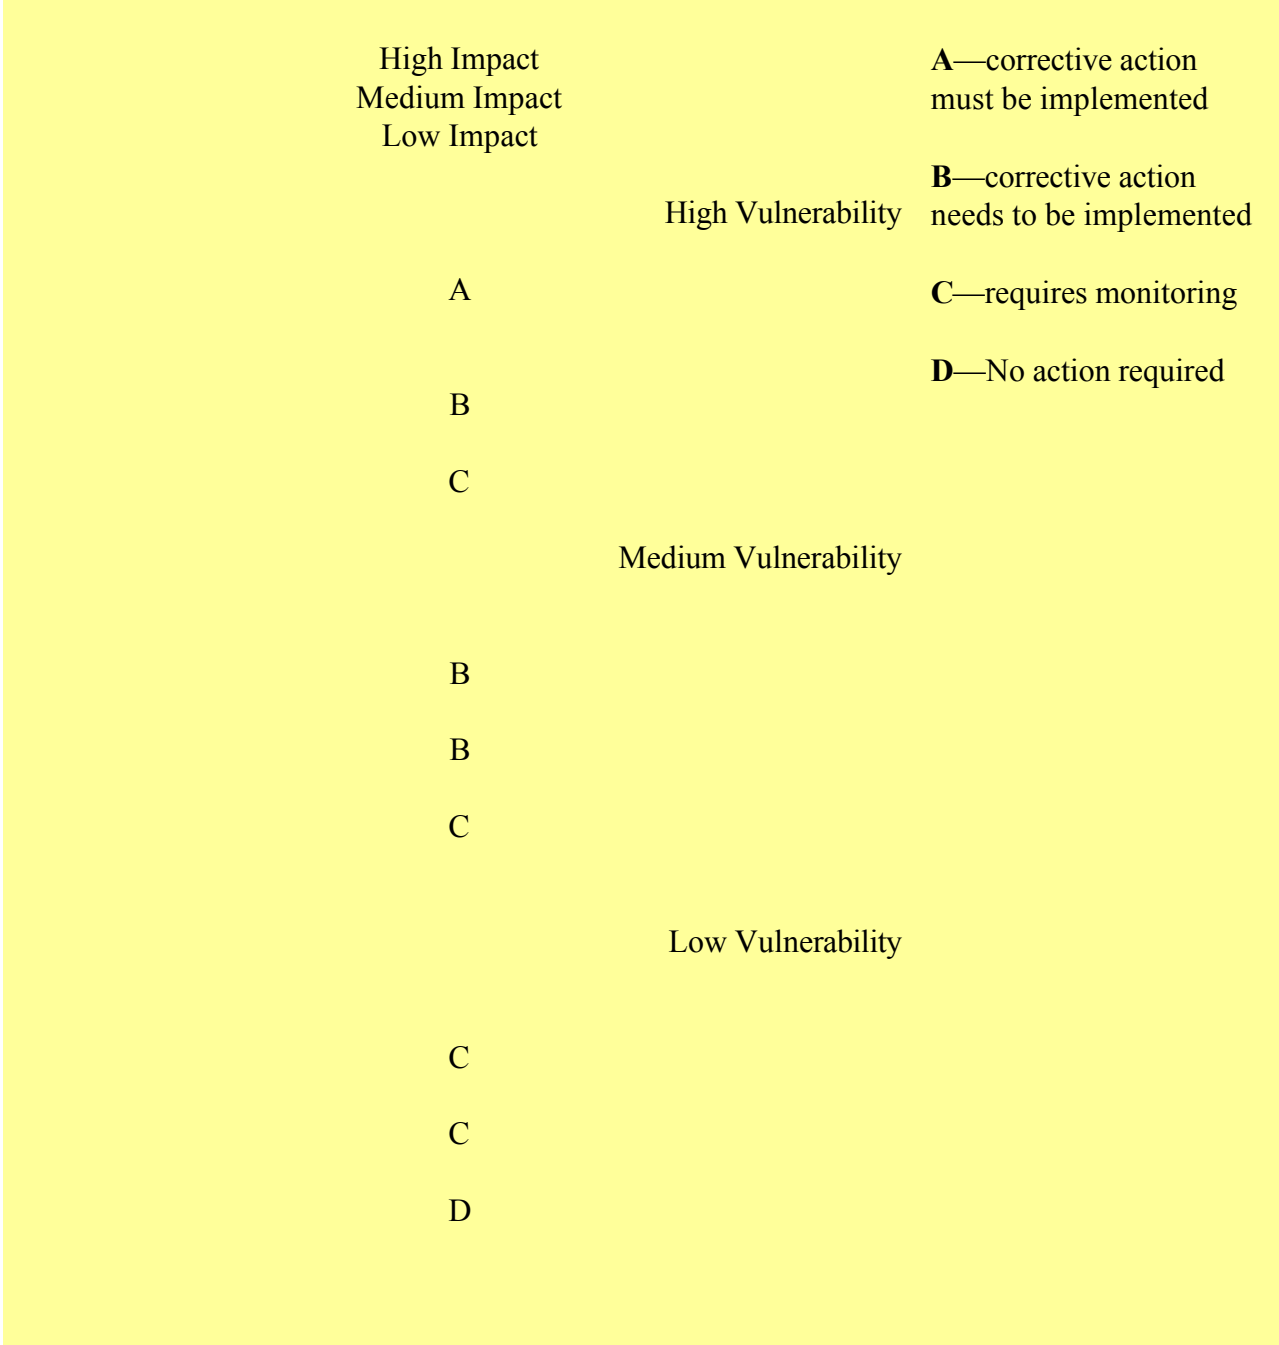 High Impact
Medium Impact
Low Impact
High Vulnerability
A
B
C
Medium Vulnerability
B
B
C
Low Vulnerability
C
C
D
A—corrective action
must be implemented
B—corrective action
needs to be implemented
C—requires monitoring
D—No action required